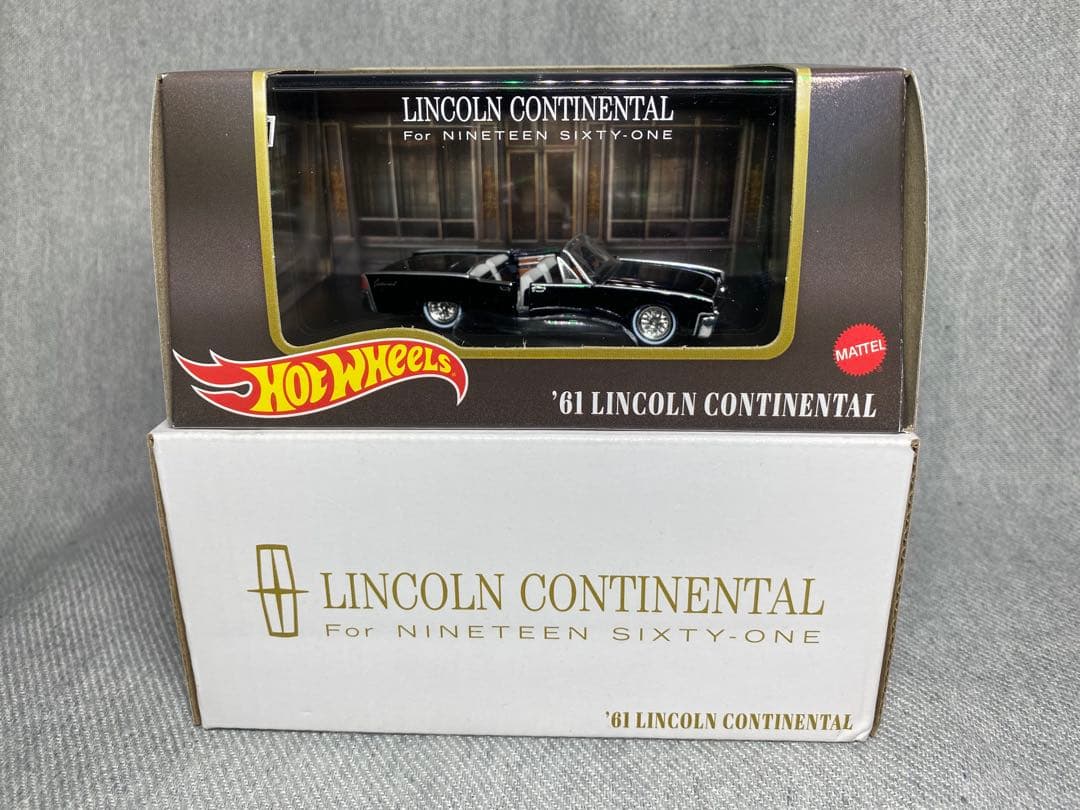 LINCOLN CONTINENTAL
For NINETEEN SIXTY-ONE
HOT WHEELS
MATTEL
'61 LINCOLN CONTINENTAL
LINCOLN CONTINENTAL
For NINETEEN SIXTY-ONE
'61 LINCOLN CONTINENTAL